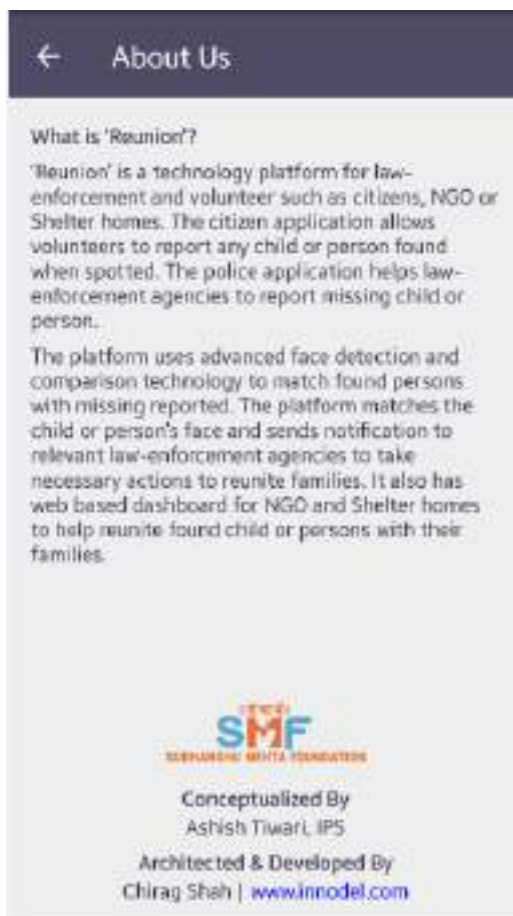 About Us
What is 'Reunion'?
'Reunion' is a technology platform for law-
enforcement and volunteer such as citizens, NGO or
Shelter homes. The citizen application allows
volunteers to report any child or person found
when spotted. The police application helps law-
enforcement agencies to report missing child or
person.
The platform uses advanced face detection and
comparison technology to match found persons
with missing reported. The platform matches the
child or person's face and sends notification to
relevant law-enforcement agencies to take
necessary actions to reunite families. It also has
web based dashboard for NGO and Shelter homes
to help reunite found child or persons with their
families.
SMF
MEHTA FOUNDATION
Conceptualized By
Ashish Tiwari, IPS
Architected & Developed By
Chirag Shah | www.innodel.com